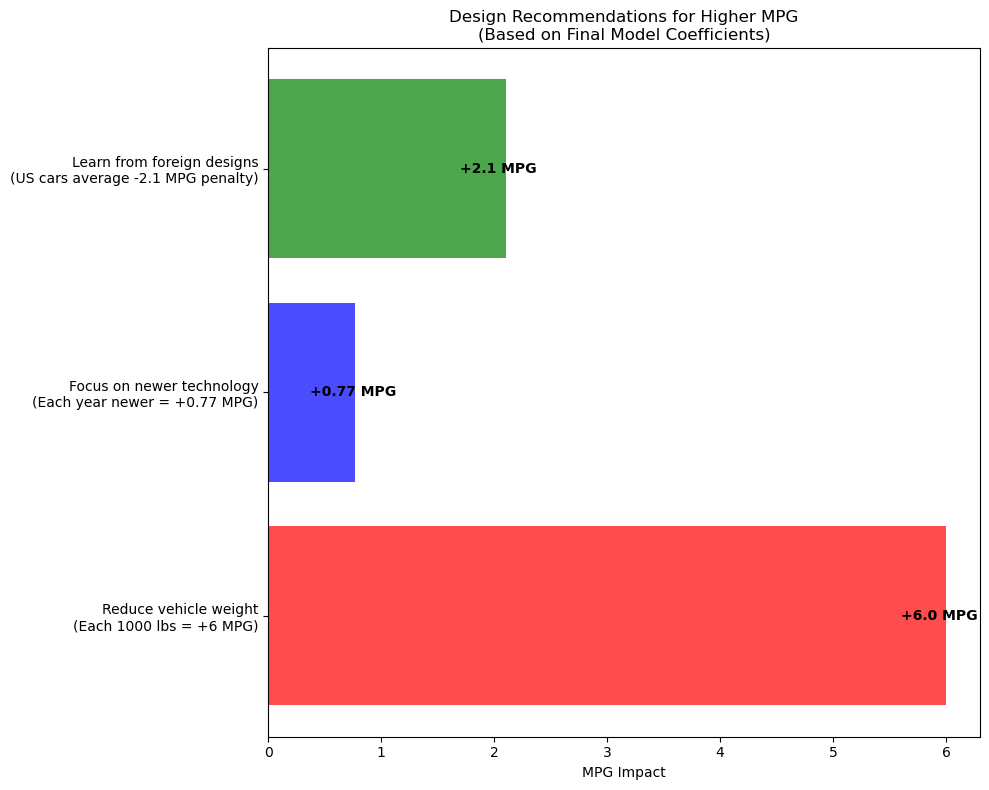 Design Recommendations for Higher MPG
(Based on Final Model Coefficients)
Learn from foreign designs
(US cars average -2.1 MPG penalty)
+2.1 MPG
Focus on newer technology
(Each year newer = +0.77 MPG)
+0.77 MPG
Reduce vehicle weight
(Each 1000 lbs = +6 MPG)
+6.0 MPG
0 1 2 3 4 5 6
MPG Impact